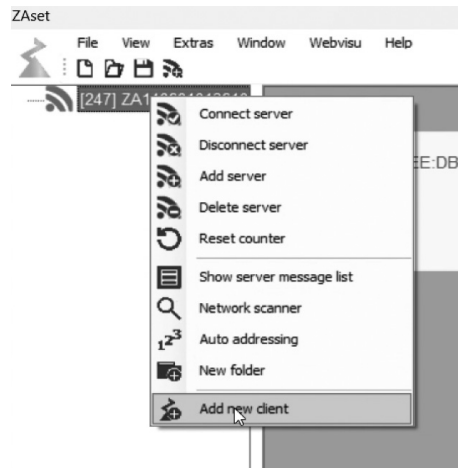 ZAset
File View Extras Window Webvisu Help
[247]
Connect server
Disconnect server
EE:DB
Add server
Delete server
Reset counter
Show server message list
Network scanner
Auto addressing
New folder
Add new client